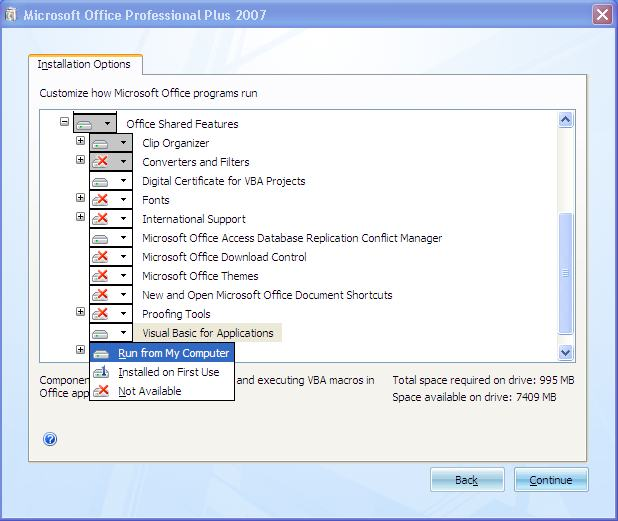 Microsoft Office Professional Plus 2007
Installation Options
Customize how Microsoft Office programs run
Office Shared Features
Clip Organizer
Converters and Filters
Digital Certificate for VBA Projects
Fonts
International Support
Microsoft Office Access Database Replication Conflict Manager
Microsoft Office Download Control
Microsoft Office Themes
New and Open Microsoft Office Document Shortcuts
Proofing Tools
Visual Basic for Applications
Run from My Computer
Installed on First Use
Not Available
Componen
and executing VBA macros in
Office app
Total space required on drive: 995 MB
Space available on drive: 7409 MB
Back
Continue